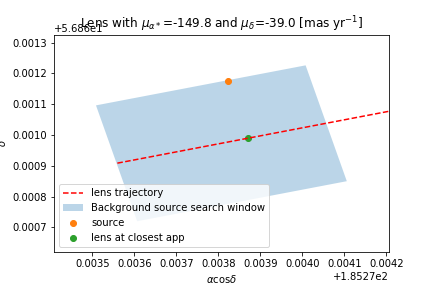 Lens with μα* =-149.8 and μδ=-39.0 [mas yr⁻¹]
+5.686e1
0.0013
0.0012
0.0011
0.0010
0.0009
0.0008
0.0007
δ
lens trajectory
Background source search window
source
lens at closest app
0.0035 0.0036 0.0037 0.0038 0.0039 0.0040 0.0041 0.0042
+1.8527e2
αcosδ